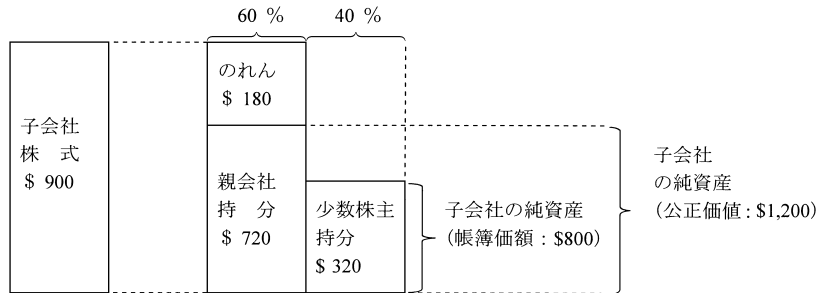 60 %
40 %
のれん
$ 180
子会社
株　式
$ 900
親会社
持　分
$ 720
少数株主
持分
$ 320
子会社の純資産
（帳簿価額：$800）
子会社
の純資産
（公正価値：$1,200）